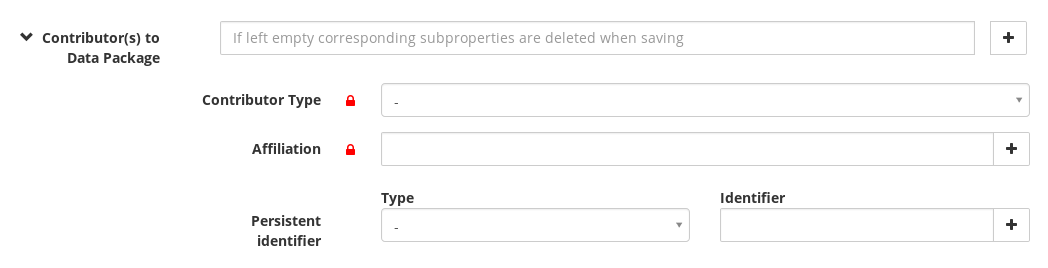 Contributor(s) to
Data Package
If left empty corresponding subproperties are deleted when saving
Contributor Type
-
Affiliation
Type
Identifier
Persistent
identifier
-